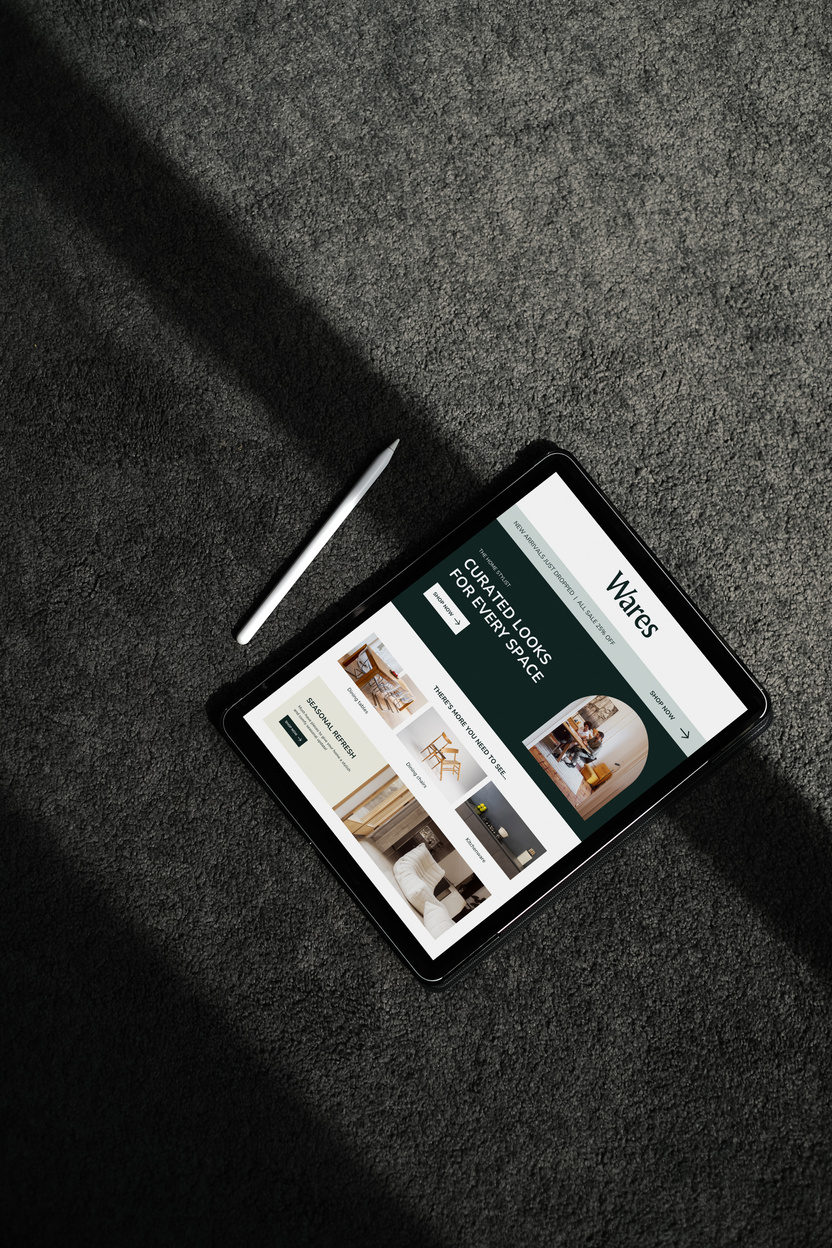 Wares
NEW ARRIVALS JUST DROPPED | ALL SALE 25% OFF
SHOP NOW
THE HOME STYLIST
CURATED LOOKS
FOR EVERY SPACE
SHOP NOW
THERE'S MORE YOU NEED TO SEE...
Dining tables
Dining chairs
Kitchenware
SEASONAL REFRESH